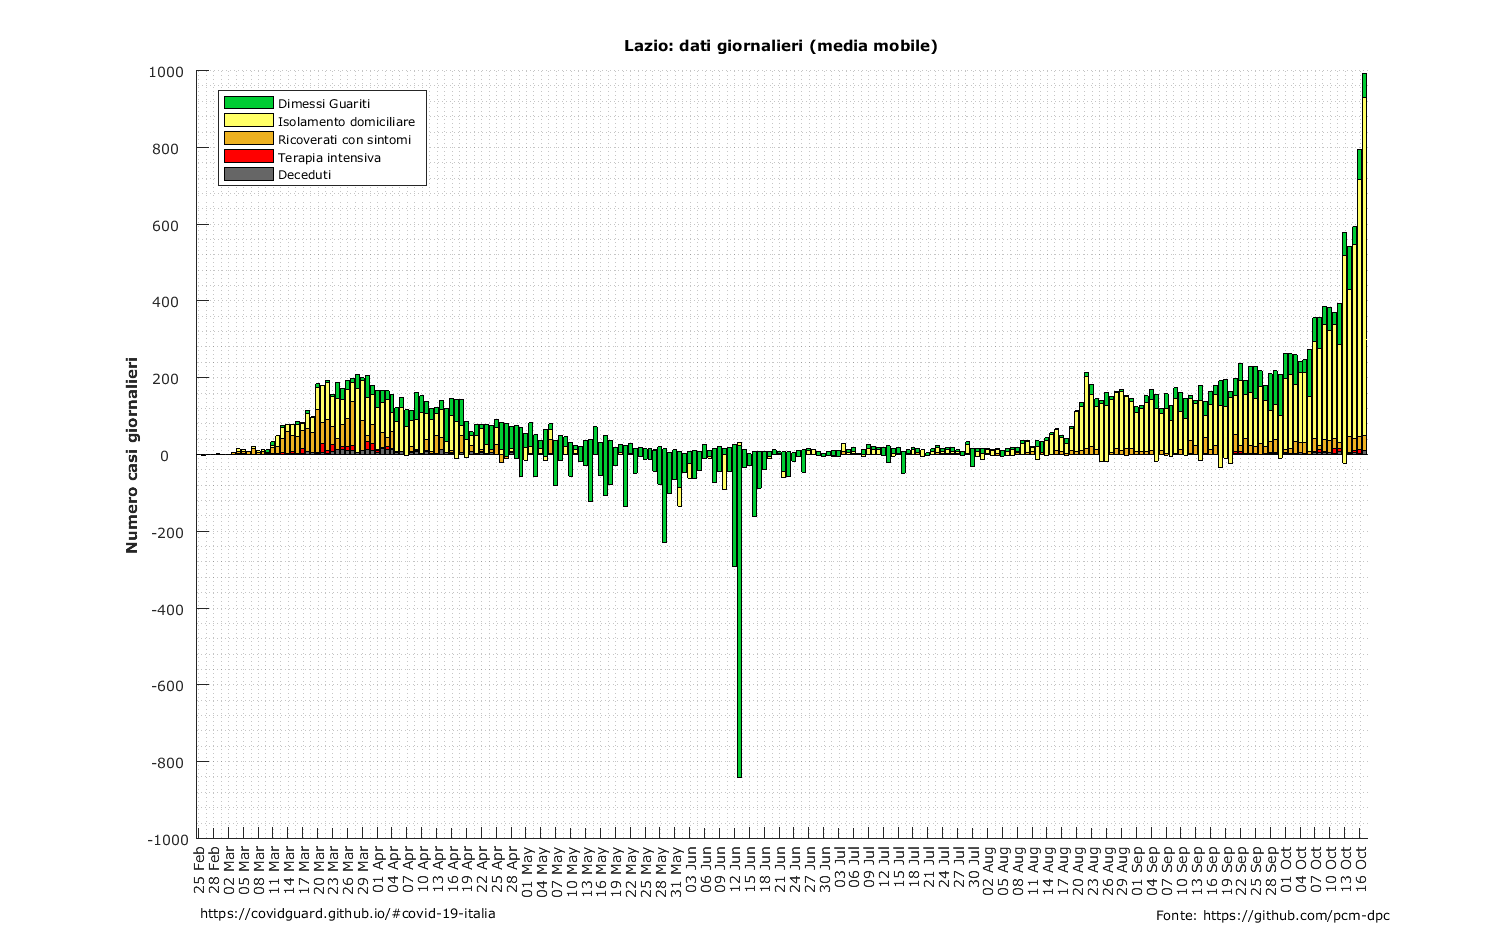 Lazio: dati giornalieri (media mobile)
1000
800
600
400
200
0
-200
-400
-600
-800
-1000
Numero casi giornalieri
Dimessi Guariti
Isolamento domiciliare
Ricoverati con sintomi
Terapia intensiva
Deceduti
25 Feb
28 Feb
02 Mar
05 Mar
08 Mar
11 Mar
14 Mar
17 Mar
20 Mar
23 Mar
26 Mar
29 Mar
01 Apr
04 Apr
07 Apr
10 Apr
13 Apr
16 Apr
19 Apr
22 Apr
25 Apr
28 Apr
01 May
04 May
07 May
10 May
13 May
16 May
19 May
22 May
25 May
28 May
31 May
03 Jun
06 Jun
09 Jun
12 Jun
15 Jun
18 Jun
21 Jun
24 Jun
27 Jun
30 Jun
03 Jul
06 Jul
09 Jul
12 Jul
15 Jul
18 Jul
21 Jul
24 Jul
27 Jul
30 Jul
02 Aug
05 Aug
08 Aug
11 Aug
14 Aug
17 Aug
20 Aug
23 Aug
26 Aug
29 Aug
01 Sep
04 Sep
07 Sep
10 Sep
13 Sep
16 Sep
19 Sep
22 Sep
25 Sep
28 Sep
01 Oct
04 Oct
07 Oct
10 Oct
13 Oct
16 Oct
https://covidguard.github.io/#covid-19-italia
Fonte: https://github.com/pcm-dpc